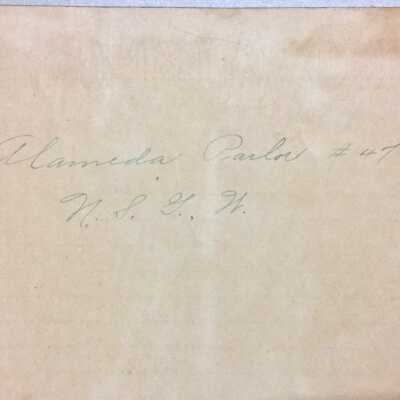 Alameda Parlor # 47
N. S. G. W.